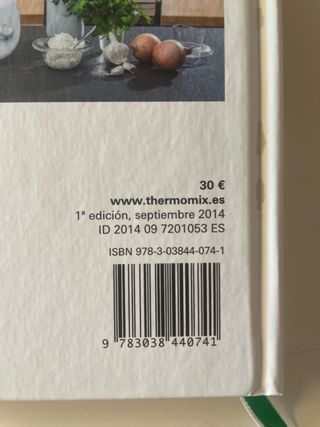 30 €
www.thermomix.es
1ª edición, septiembre 2014
ID 2014 09 7201053 ES
ISBN 978-3-03844-074-1
9 783038 440741